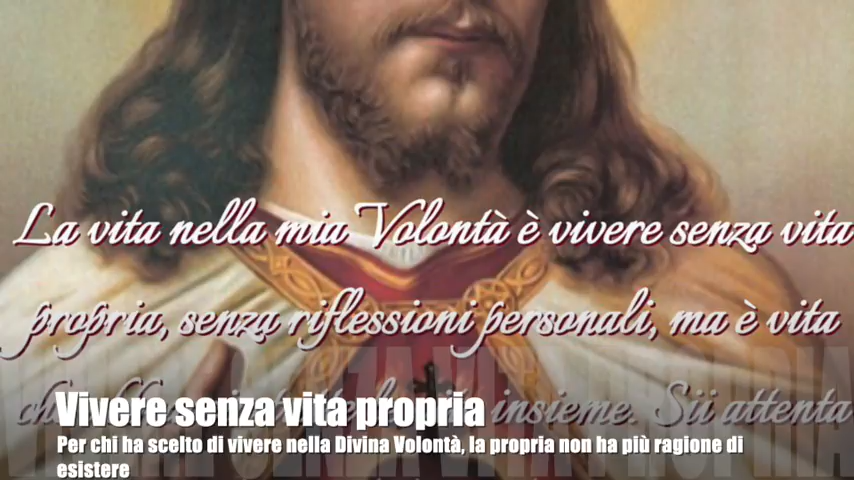 La vita nella mia Volontà è vivere senza vita
propria, senza riflessioni personali, ma è vita
insieme. Sii attenta
Vivere senza vita propria
Per chi ha scelto di vivere nella Divina Volontà, la propria non ha più ragione di
esistere